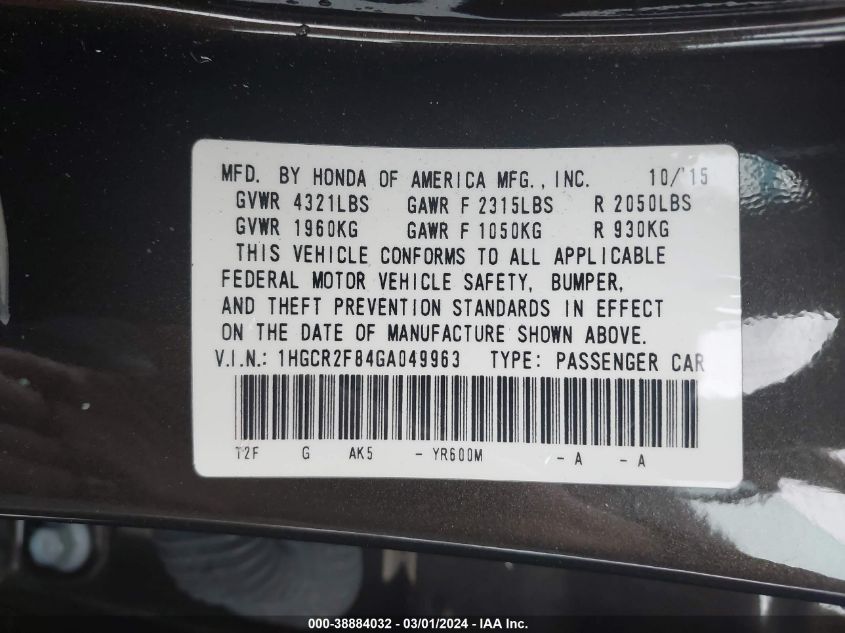 MFD. BY HONDA OF AMERICA MFG., INC. 10/'15
GVWR 4321LBS GAWR F 2315LBS R 2050LBS
GVWR 1960KG GAWR F 1050KG R 930KG
THIS VEHICLE CONFORMS TO ALL APPLICABLE
FEDERAL MOTOR VEHICLE SAFETY, BUMPER,
AND THEFT PREVENTION STANDARDS IN EFFECT
ON THE DATE OF MANUFACTURE SHOWN ABOVE.
V.I.N.: 1HGCR2F84GA049963 TYPE: PASSENGER CAR
T2F G AK5 - YR600M - A - A
000-38884032 - 03/01/2024 - IAA Inc.